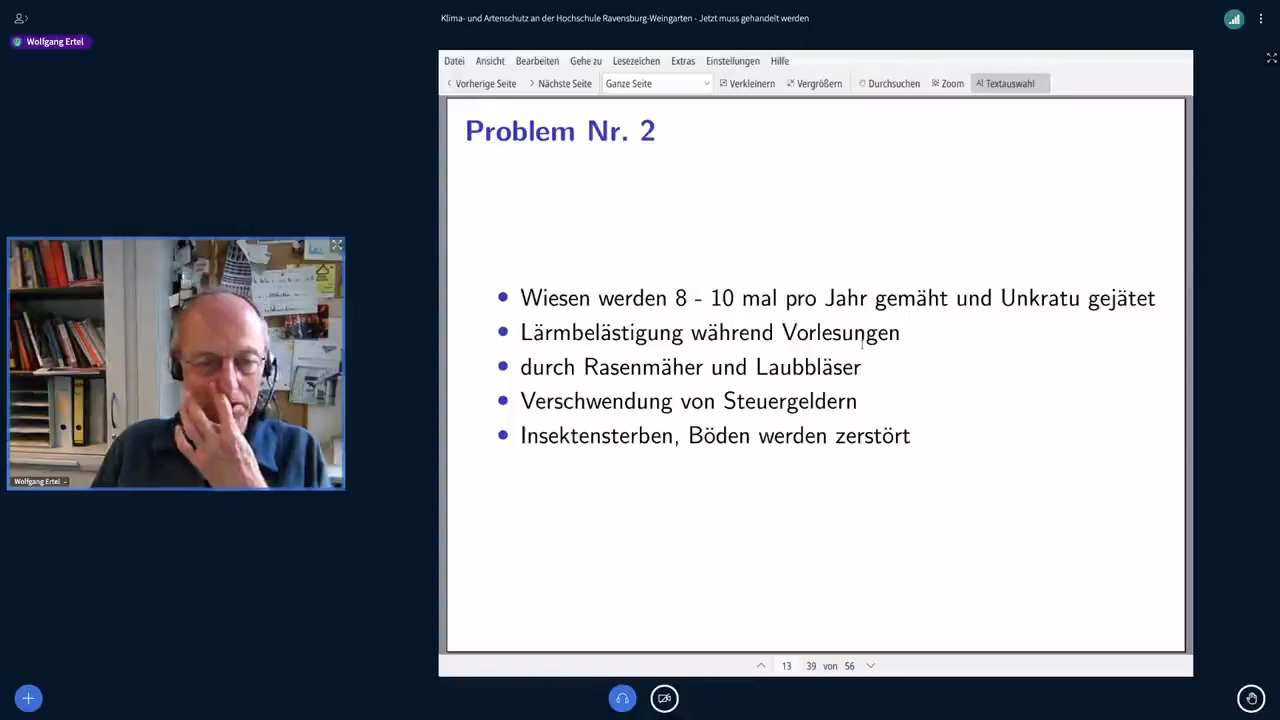 Klima- und Artenschutz an der Hochschule Ravensburg-Weingarten - Jetzt muss gehandelt werden
Wolfgang Ertel
Datei Ansicht Bearbeiten Gehe zu Lesezeichen Extras Einstellungen Hilfe
Vorherige Seite Nächste Seite Ganze Seite Verkleinern Vergrößern Durchsuchen Zoom Textauswahl
Problem Nr. 2
Wiesen werden 8 - 10 mal pro Jahr gemäht und Unkratu gejätet
Lärmbelästigung während Vorlesungen
durch Rasenmäher und Laubbläser
Verschwendung von Steuergeldern
Insektensterben, Böden werden zerstört
Wolfgang Ertel
13 39 von 56